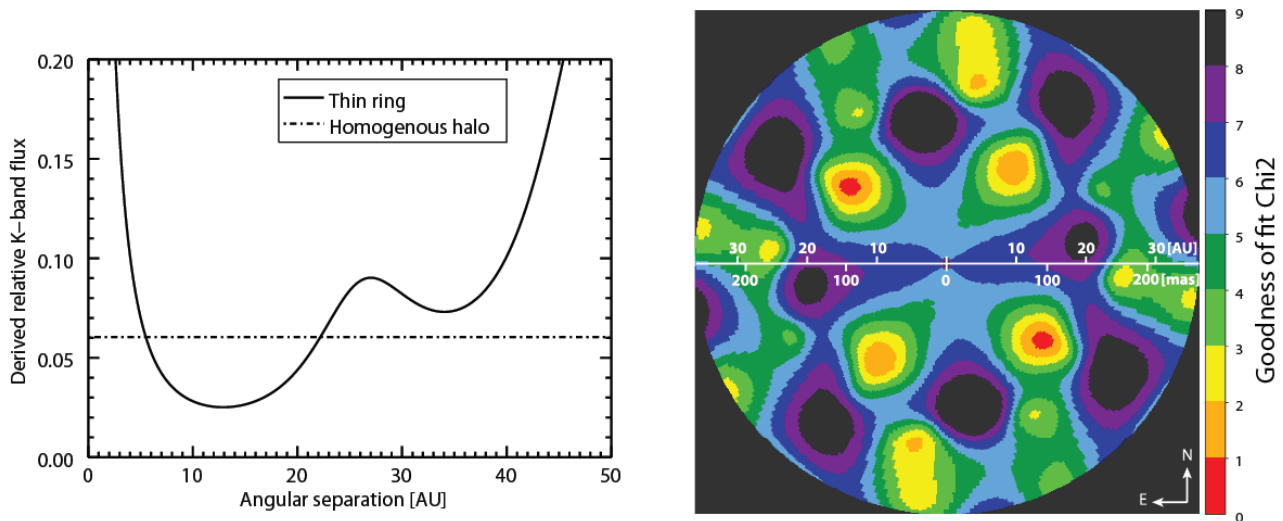 0.20
0.15
0.10
0.05
0.00
Derived relative K−band flux
Thin ring
Homogenous halo
0 10 20 30 40 50
Angular separation [AU]
30 20 10 10 20 30 [AU]
200 100 0 100 200 [mas]
N
E
9
8
7
6
5
4
3
2
1
0
Goodness of fit Chi2